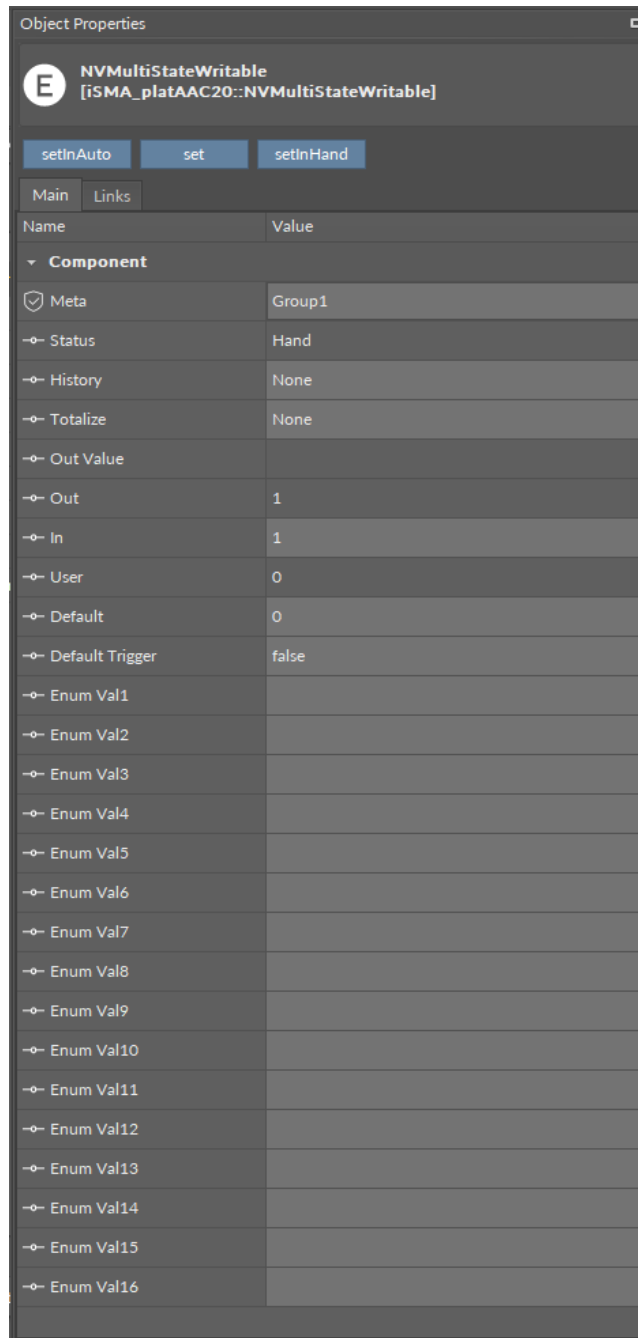 Object Properties
E
NVMultiStateWritable
[iSMA_platAAC20::NVMultiStateWritable]
setInAuto set setInHand
Main Links
Name Value
Component
Meta Group1
Status Hand
History None
Totalize None
Out Value
Out 1
In 1
User 0
Default 0
Default Trigger false
Enum Val1
Enum Val2
Enum Val3
Enum Val4
Enum Val5
Enum Val6
Enum Val7
Enum Val8
Enum Val9
Enum Val10
Enum Val11
Enum Val12
Enum Val13
Enum Val14
Enum Val15
Enum Val16